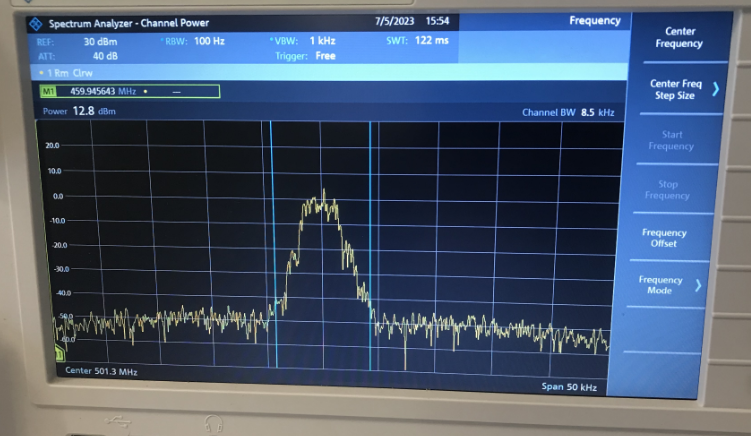 Spectrum Analyzer - Channel Power 7/5/2023 15:54 Frequency
REF: 30 dBm RBW: 100 Hz VBW: 1 kHz SWT: 122 ms
ATT: 40 dB Trigger: Free
1 Rm Clrw
M1 459.945643 MHz • —
Power 12.8 dBm Channel BW 8.5 kHz
20.0
10.0
0.0
-10.0
-20.0
-30.0
-40.0
-50.0
-60.0
Center 501.3 MHz Span 50 kHz
Center
Frequency
Center Freq
Step Size
Start
Frequency
Stop
Frequency
Frequency
Offset
Frequency
Mode